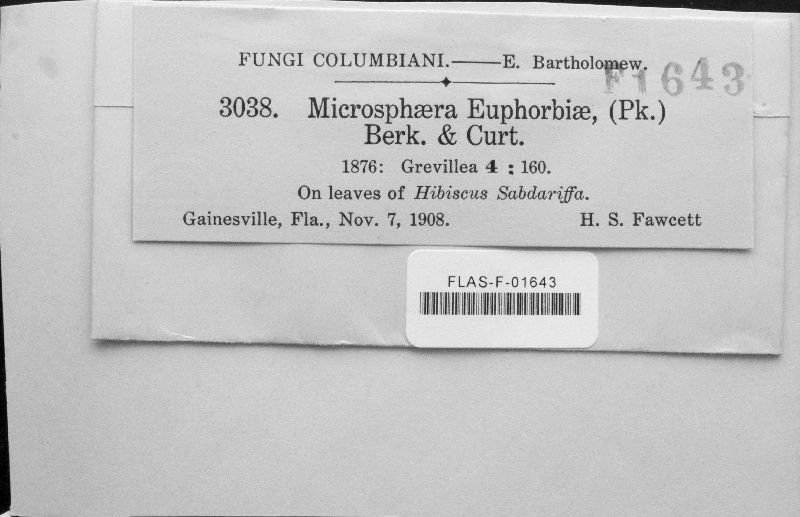 FUNGI COLUMBIANI.——E. Bartholomew.
F1643
3038. Microsphæra Euphorbiæ, (Pk.)
Berk. & Curt.
1876: Grevillea 4 : 160.
On leaves of Hibiscus Sabdariffa.
Gainesville, Fla., Nov. 7, 1908. H. S. Fawcett
FLAS-F-01643